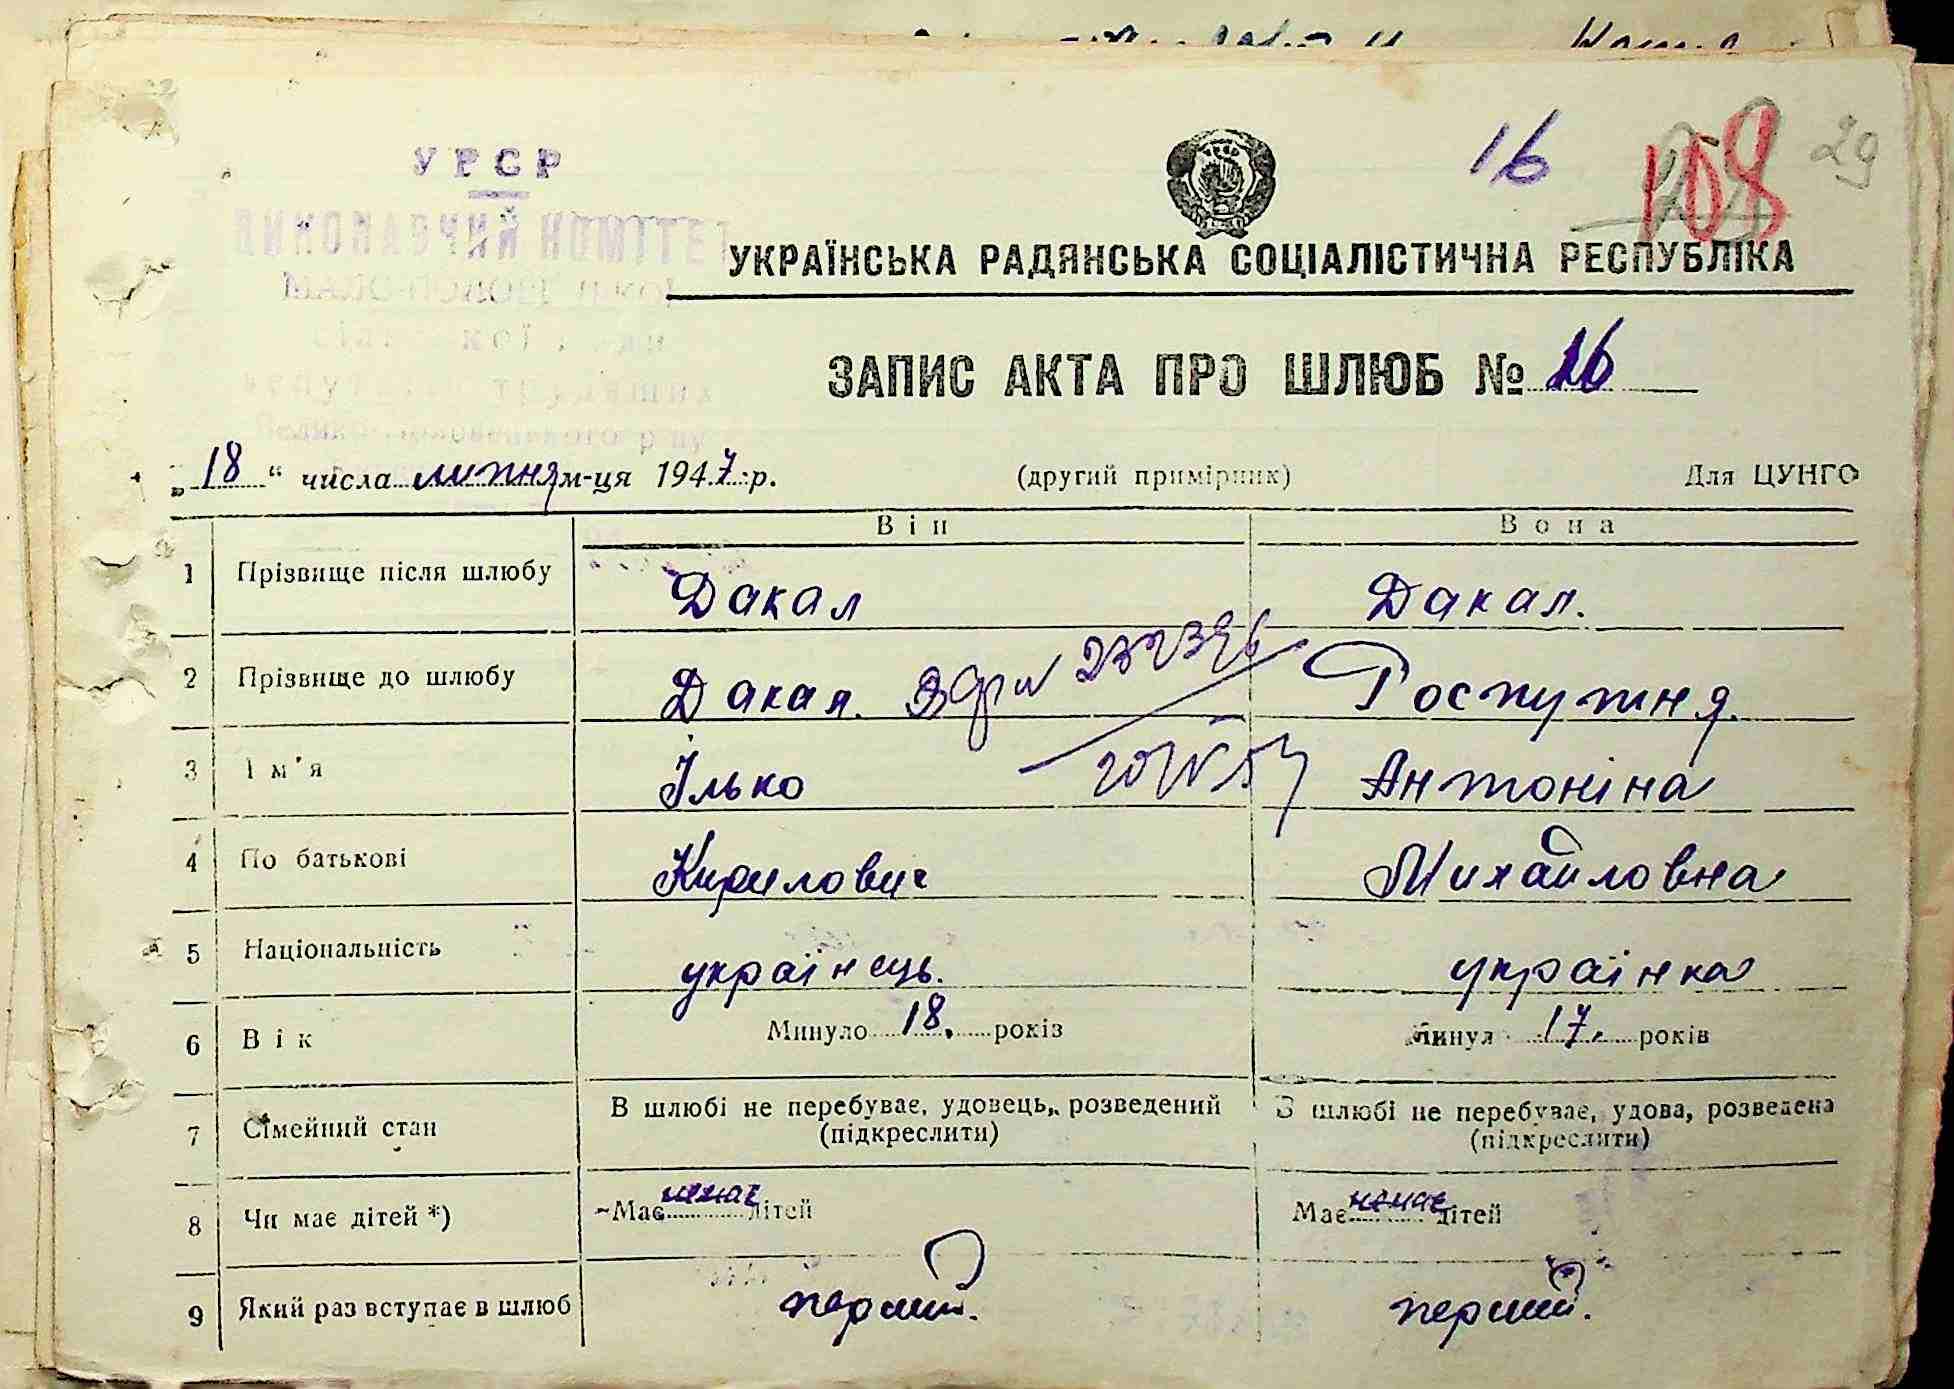 16 108 29
УРСР
ВИКОНАВЧИЙ КОМІТЕТ
УКРАЇНСЬКА РАДЯНСЬКА СОЦІАЛІСТИЧНА РЕСПУБЛІКА
ЗАПИС АКТА ПРО ШЛЮБ № 16
„18“ числа липня м-ця 1947 р. (другий примірник) Для ЦУНГО
Він Вона
1 Прізвище після шлюбу Дакал Дакал.
2 Прізвище до шлюбу Дакал. Роспутня.
3 Ім'я Ілько Антоніна
4 По батькові Кирилович Михайловна
5 Національність українець. українка
6 Вік Минуло 18. років Минул 17. років
7 Сімейний стан В шлюбі не перебуває, удовець, розведений В шлюбі не перебуває, удова, розведена
(підкреслити) (підкреслити)
8 Чи має дітей *) Має немає дітей Має немає дітей
9 Який раз вступає в шлюб перший. перший.